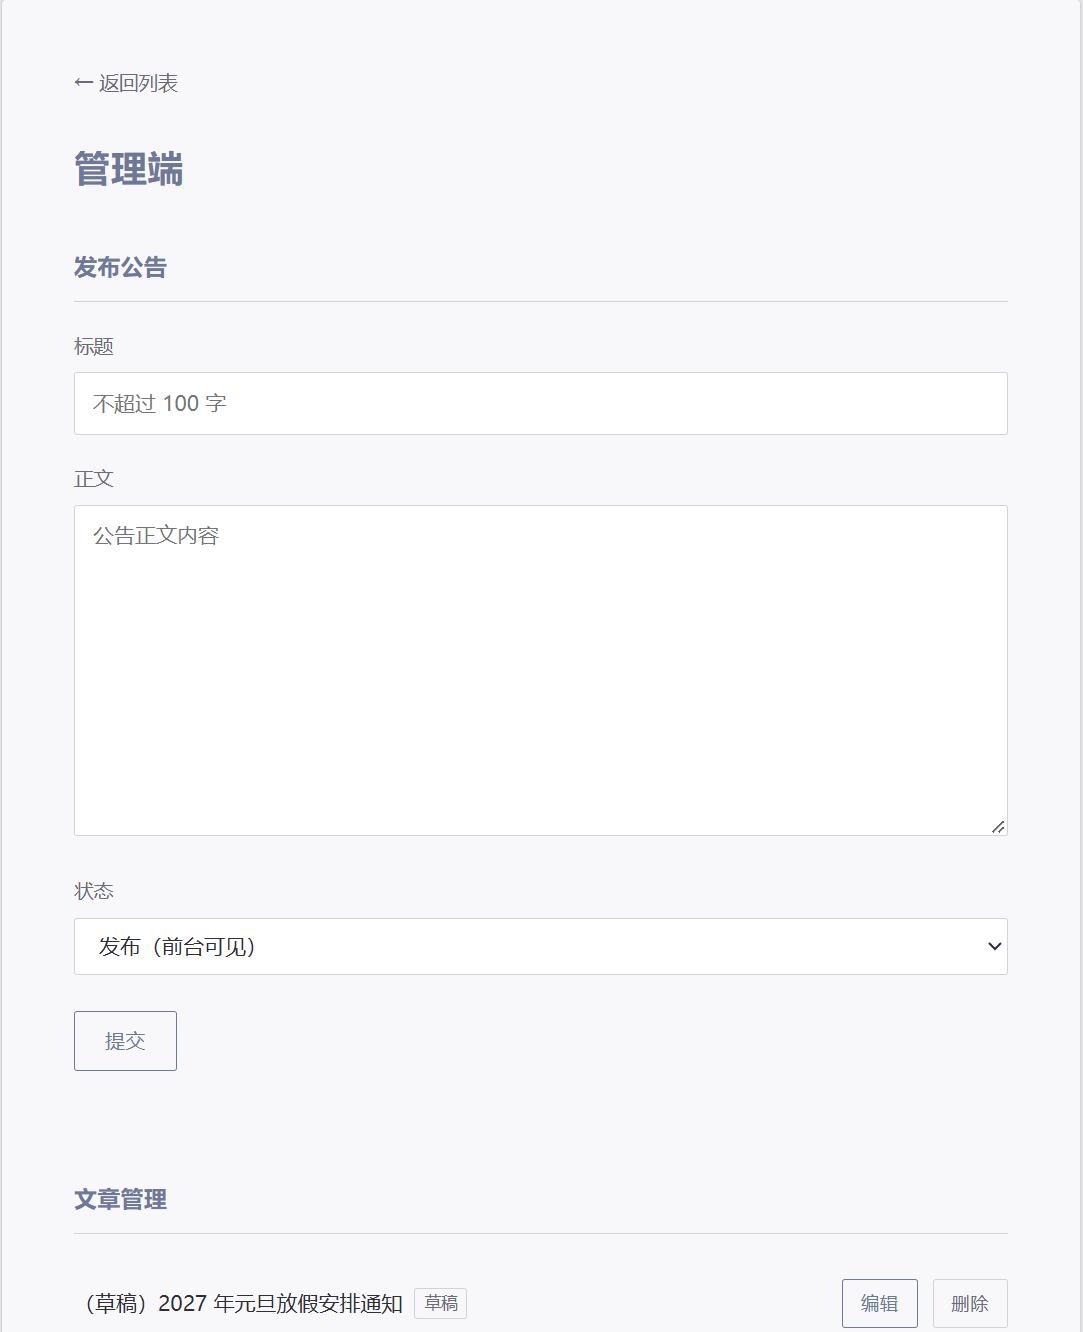 ← 返回列表
管理端
发布公告
标题
不超过 100 字
正文
公告正文内容
状态
发布（前台可见）
提交
文章管理
（草稿）2027 年元旦放假安排通知 草稿 编辑 删除